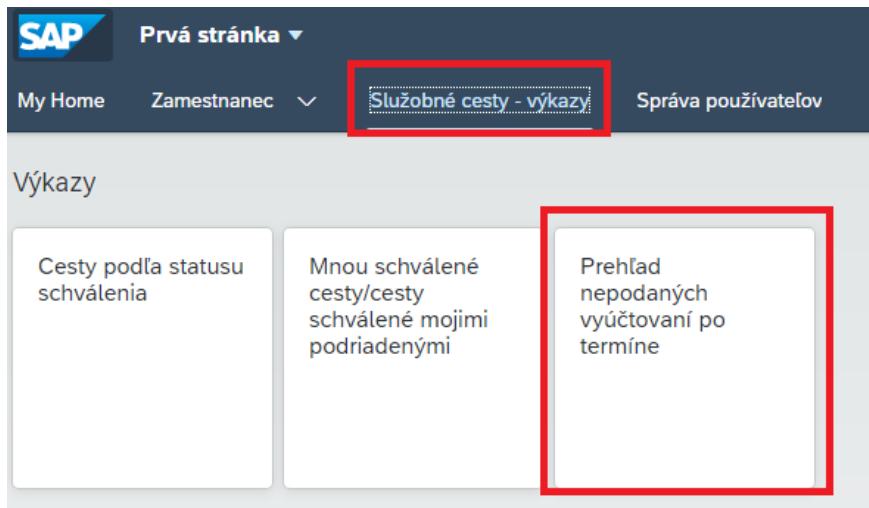 SAP Prvá stránka
My Home Zamestnanec Služobné cesty - výkazy Správa používateľov
Výkazy
Cesty podľa statusu
schválenia
Mnou schválené
cesty/cesty
schválené mojimi
podriadenými
Prehľad
nepodaných
vyúčtovaní po
termíne